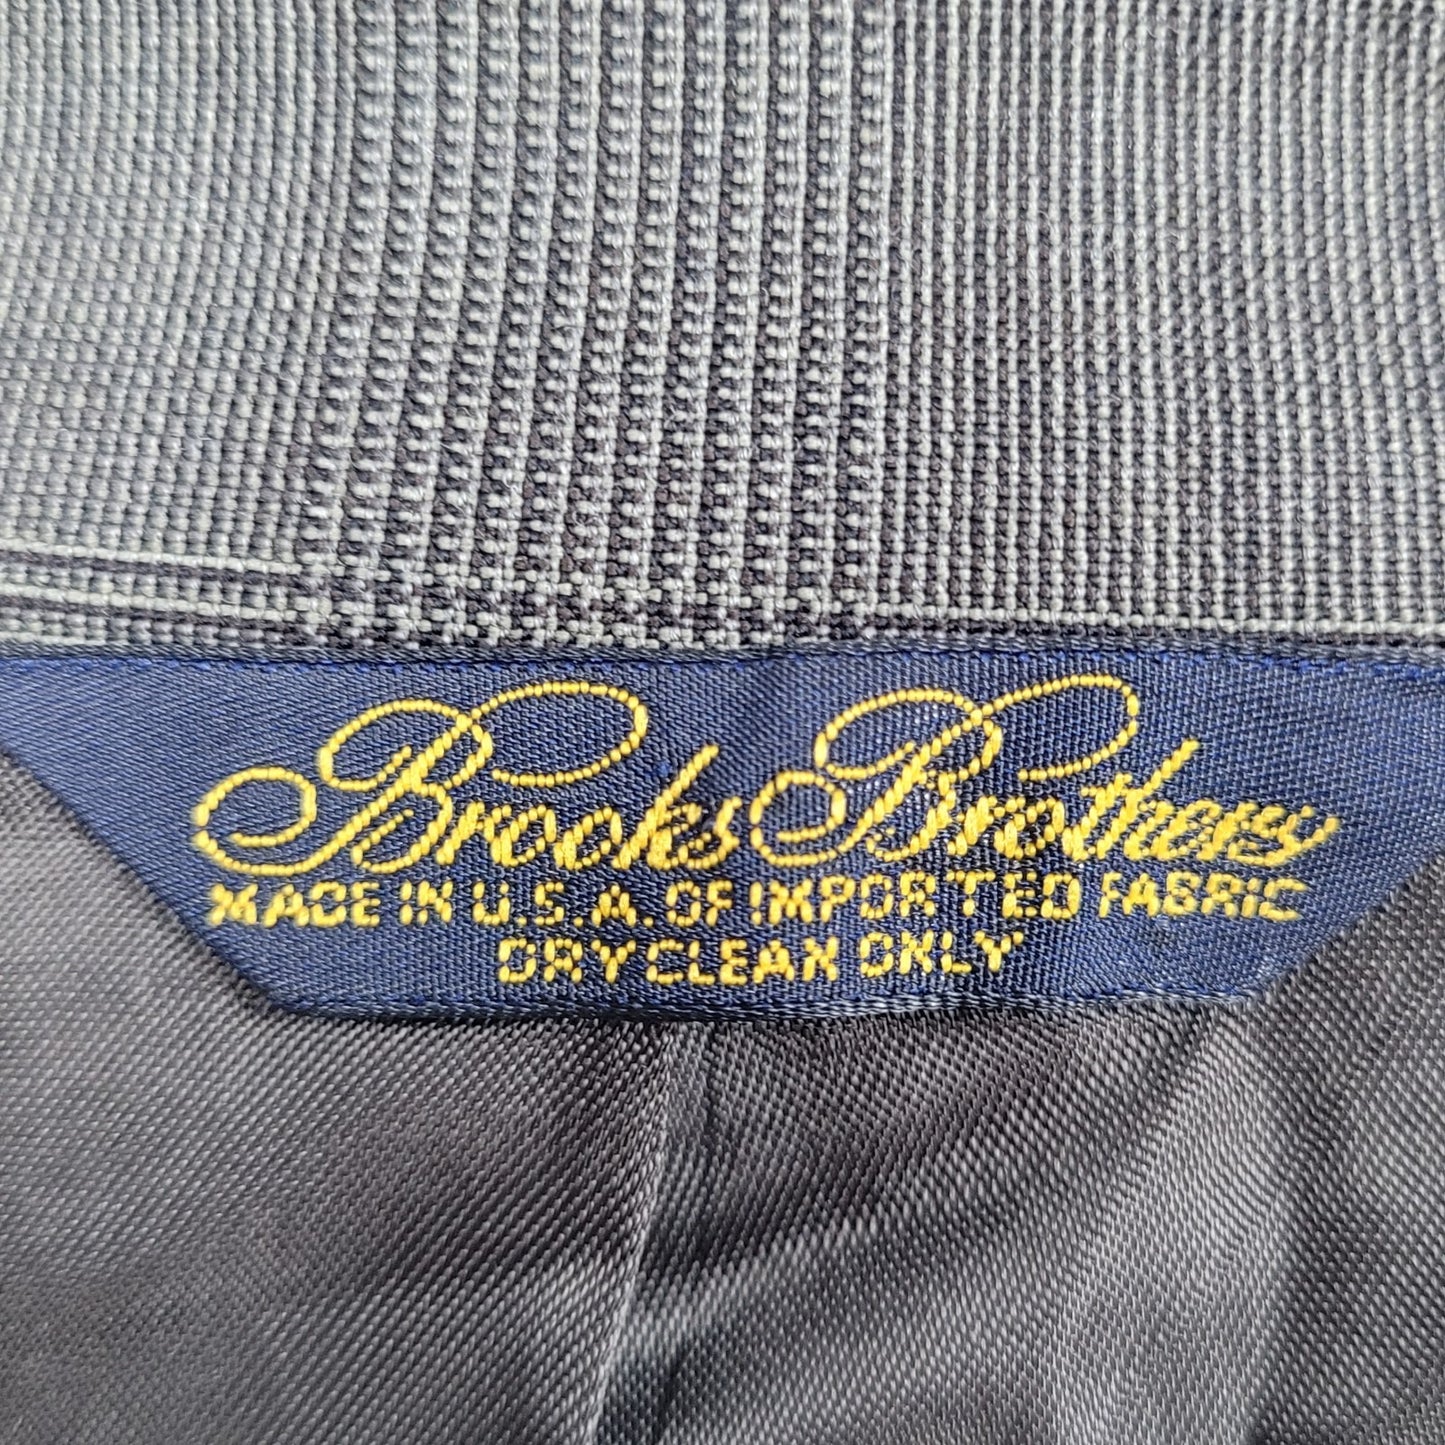 Brooks Brothers
MADE IN U.S.A. OF IMPORTED FABRIC
DRY CLEAN ONLY